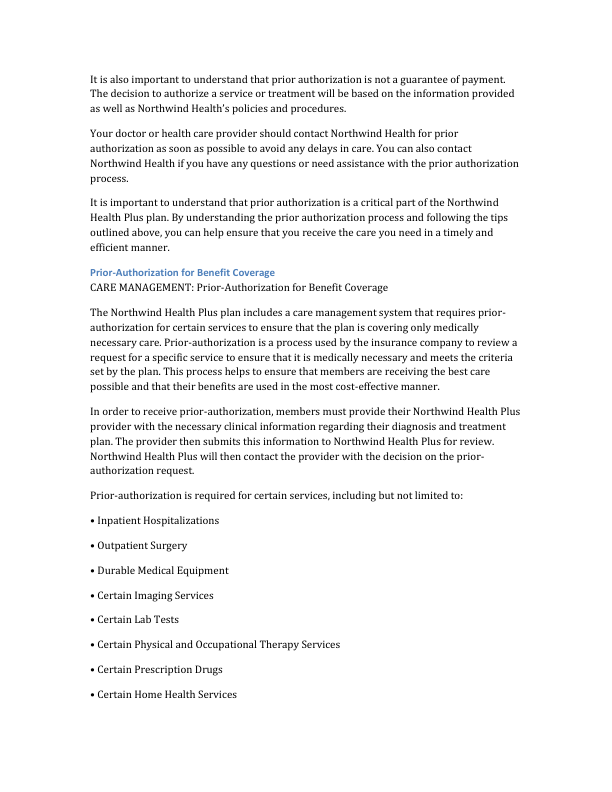 It is also important to understand that prior authorization is not a guarantee of payment.
The decision to authorize a service or treatment will be based on the information provided
as well as Northwind Health's policies and procedures.
Your doctor or health care provider should contact Northwind Health for prior
authorization as soon as possible to avoid any delays in care. You can also contact
Northwind Health if you have any questions or need assistance with the prior authorization
process.
It is important to understand that prior authorization is a critical part of the Northwind
Health Plus plan. By understanding the prior authorization process and following the tips
outlined above, you can help ensure that you receive the care you need in a timely and
efficient manner.
Prior-Authorization for Benefit Coverage
CARE MANAGEMENT: Prior-Authorization for Benefit Coverage
The Northwind Health Plus plan includes a care management system that requires prior-
authorization for certain services to ensure that the plan is covering only medically
necessary care. Prior-authorization is a process used by the insurance company to review a
request for a specific service to ensure that it is medically necessary and meets the criteria
set by the plan. This process helps to ensure that members are receiving the best care
possible and that their benefits are used in the most cost-effective manner.
In order to receive prior-authorization, members must provide their Northwind Health Plus
provider with the necessary clinical information regarding their diagnosis and treatment
plan. The provider then submits this information to Northwind Health Plus for review.
Northwind Health Plus will then contact the provider with the decision on the prior-
authorization request.
Prior-authorization is required for certain services, including but not limited to:
• Inpatient Hospitalizations
• Outpatient Surgery
• Durable Medical Equipment
• Certain Imaging Services
• Certain Lab Tests
• Certain Physical and Occupational Therapy Services
• Certain Prescription Drugs
• Certain Home Health Services